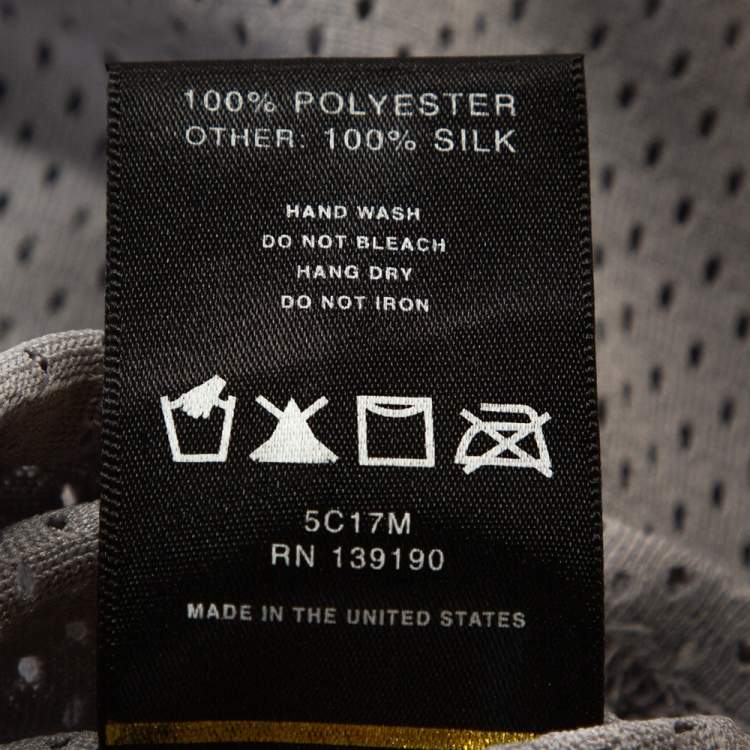 100% POLYESTER
OTHER: 100% SILK
HAND WASH
DO NOT BLEACH
HANG DRY
DO NOT IRON
5C17M
RN 139190
MADE IN THE UNITED STATES